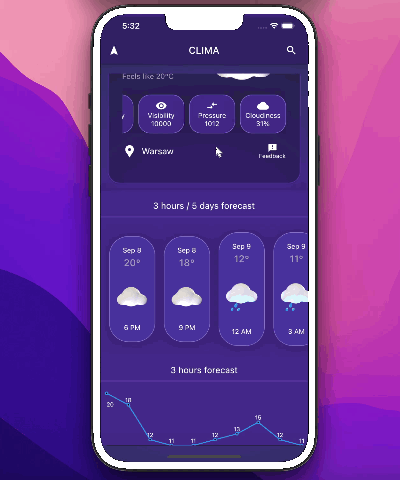 5:32
CLIMA
Feels like 20°C
Visibility
10000
Pressure
1012
Cloudiness
31%
Warsaw
Feedback
3 hours / 5 days forecast
Sep 8
20°
6 PM
Sep 8
18°
9 PM
Sep 9
12°
12 AM
Sep 9
11°
3 AM
3 hours forecast
20
18
12
11
11
12
13
15
12
11